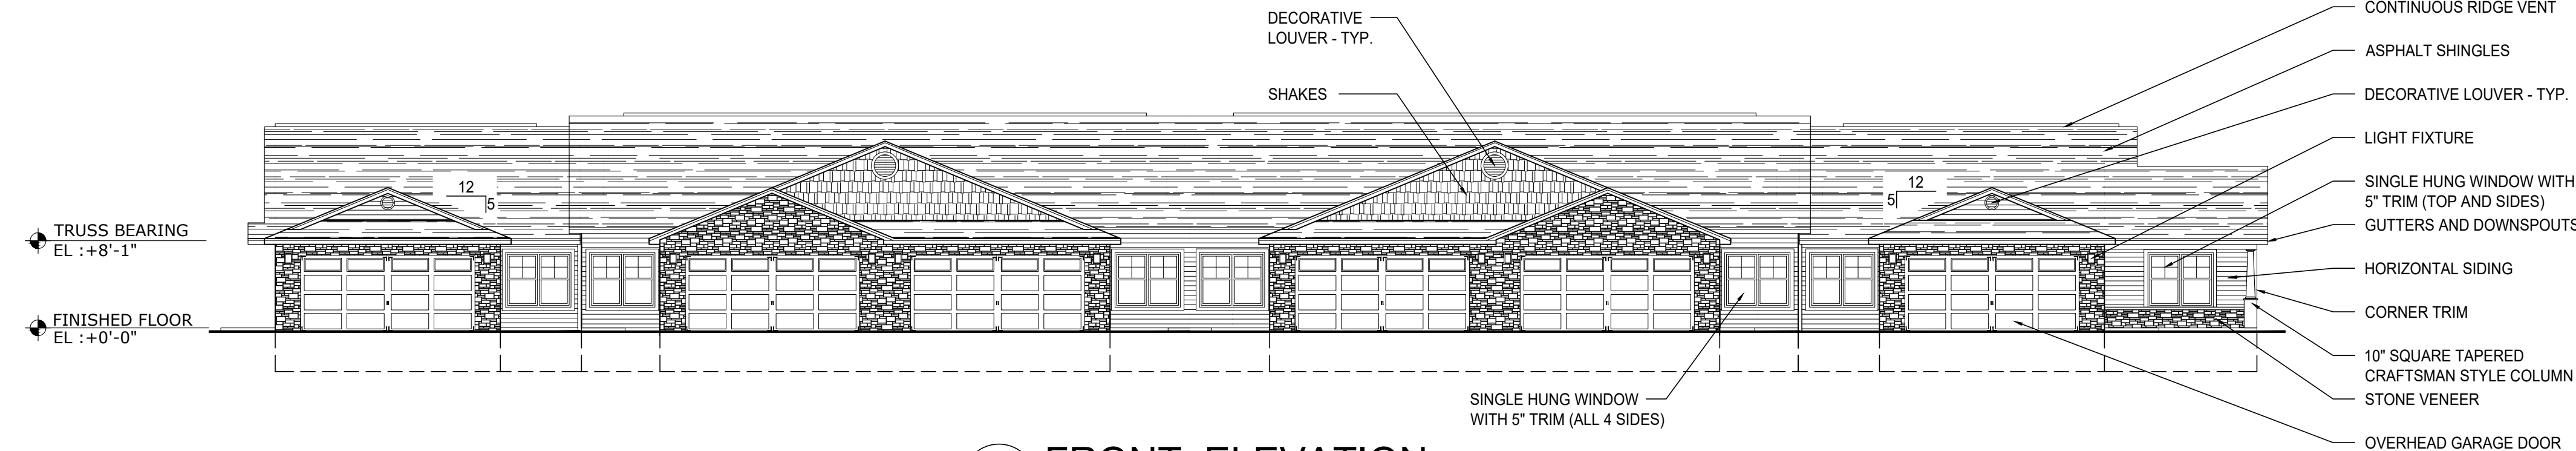 DECORATIVE
LOUVER - TYP.
SHAKES
CONTINUOUS RIDGE VENT
ASPHALT SHINGLES
DECORATIVE LOUVER - TYP.
LIGHT FIXTURE
SINGLE HUNG WINDOW WITH
5" TRIM (TOP AND SIDES)
GUTTERS AND DOWNSPOUTS
HORIZONTAL SIDING
CORNER TRIM
10" SQUARE TAPERED
CRAFTSMAN STYLE COLUMN
STONE VENEER
OVERHEAD GARAGE DOOR
12
5
12
5
TRUSS BEARING
EL :+8'-1"
FINISHED FLOOR
EL :+0'-0"
SINGLE HUNG WINDOW
WITH 5" TRIM (ALL 4 SIDES)
FRONT ELEVATION